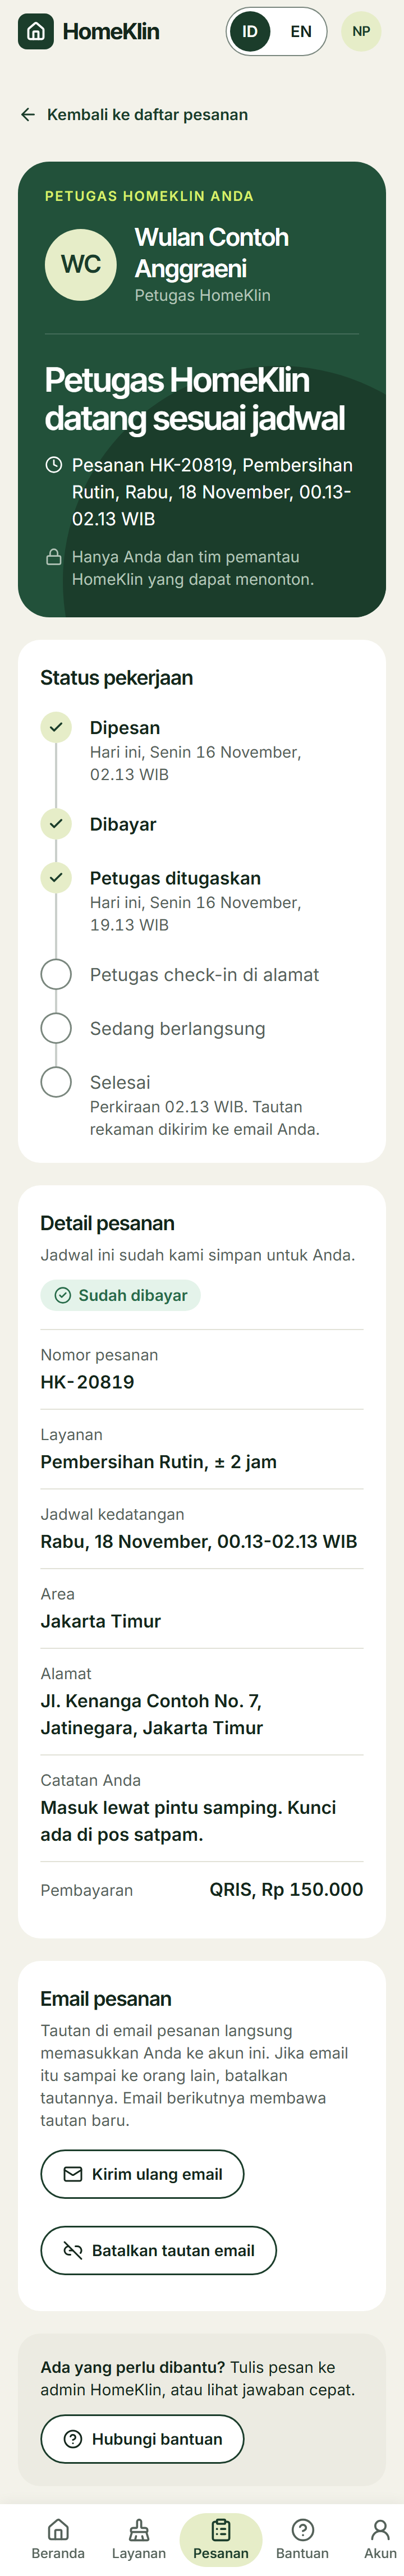 HomeKlin
ID
EN
NP
Kembali ke daftar pesanan
PETUGAS HOMEKLIN ANDA
WC
Wulan Contoh
Anggraeni
Petugas HomeKlin
Petugas HomeKlin
datang sesuai jadwal
Pesanan HK-20819, Pembersihan
Rutin, Rabu, 18 November, 00.13-
02.13 WIB
Hanya Anda dan tim pemantau
HomeKlin yang dapat menonton.
Status pekerjaan
Dipesan
Hari ini, Senin 16 November,
02.13 WIB
Dibayar
Petugas ditugaskan
Hari ini, Senin 16 November,
19.13 WIB
Petugas check-in di alamat
Sedang berlangsung
Selesai
Perkiraan 02.13 WIB. Tautan
rekaman dikirim ke email Anda.
Detail pesanan
Jadwal ini sudah kami simpan untuk Anda.
Sudah dibayar
Nomor pesanan
HK-20819
Layanan
Pembersihan Rutin, ± 2 jam
Jadwal kedatangan
Rabu, 18 November, 00.13-02.13 WIB
Area
Jakarta Timur
Alamat
Jl. Kenanga Contoh No. 7,
Jatinegara, Jakarta Timur
Catatan Anda
Masuk lewat pintu samping. Kunci
ada di pos satpam.
Pembayaran
QRIS, Rp 150.000
Email pesanan
Tautan di email pesanan langsung
memasukkan Anda ke akun ini. Jika email
itu sampai ke orang lain, batalkan
tautannya. Email berikutnya membawa
tautan baru.
Kirim ulang email
Batalkan tautan email
Ada yang perlu dibantu? Tulis pesan ke
admin HomeKlin, atau lihat jawaban cepat.
Hubungi bantuan
Beranda
Layanan
Pesanan
Bantuan
Akun